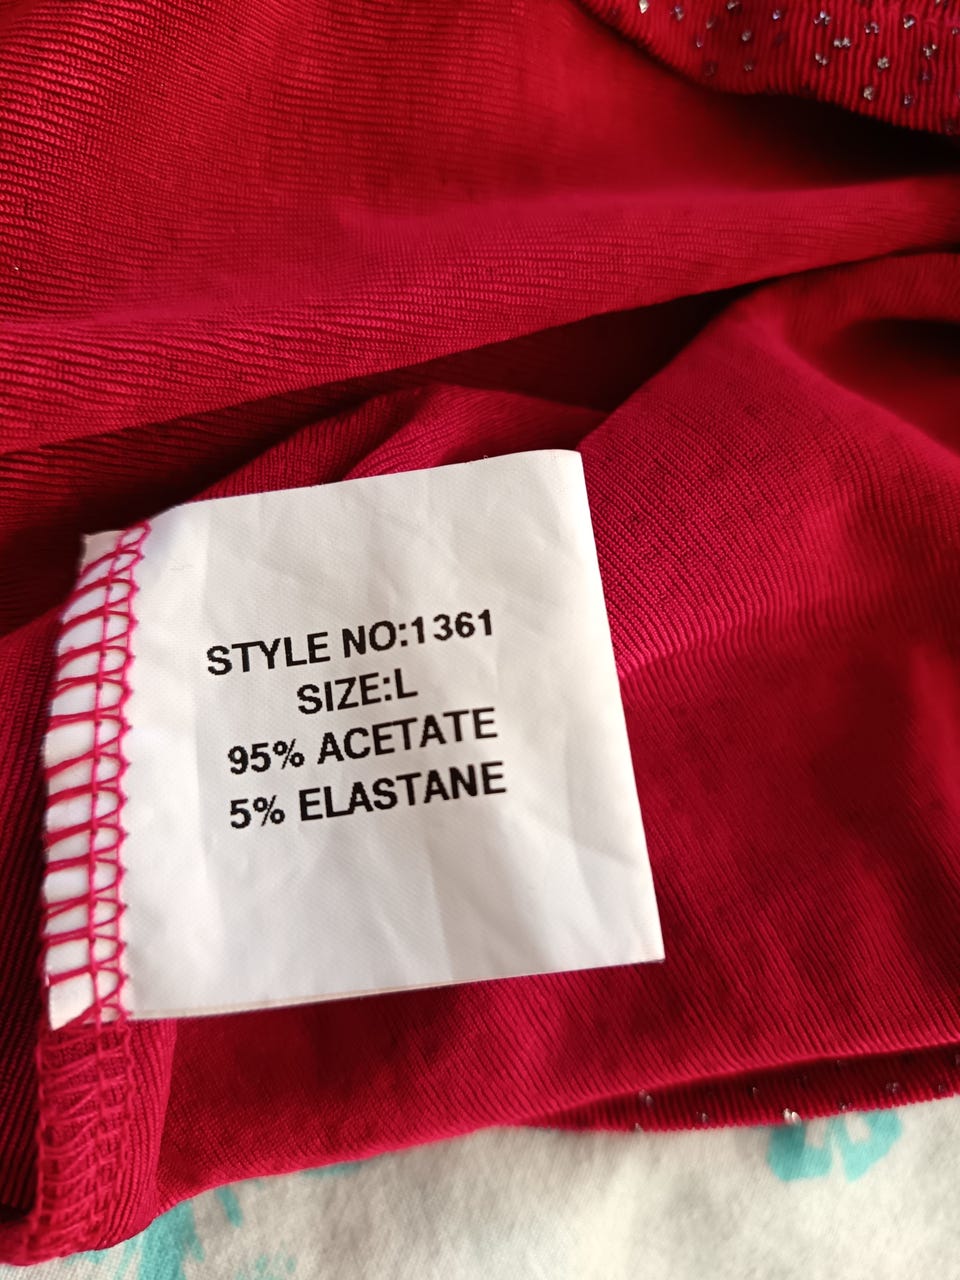 STYLE NO:1361
SIZE:L
95% ACETATE
5% ELASTANE